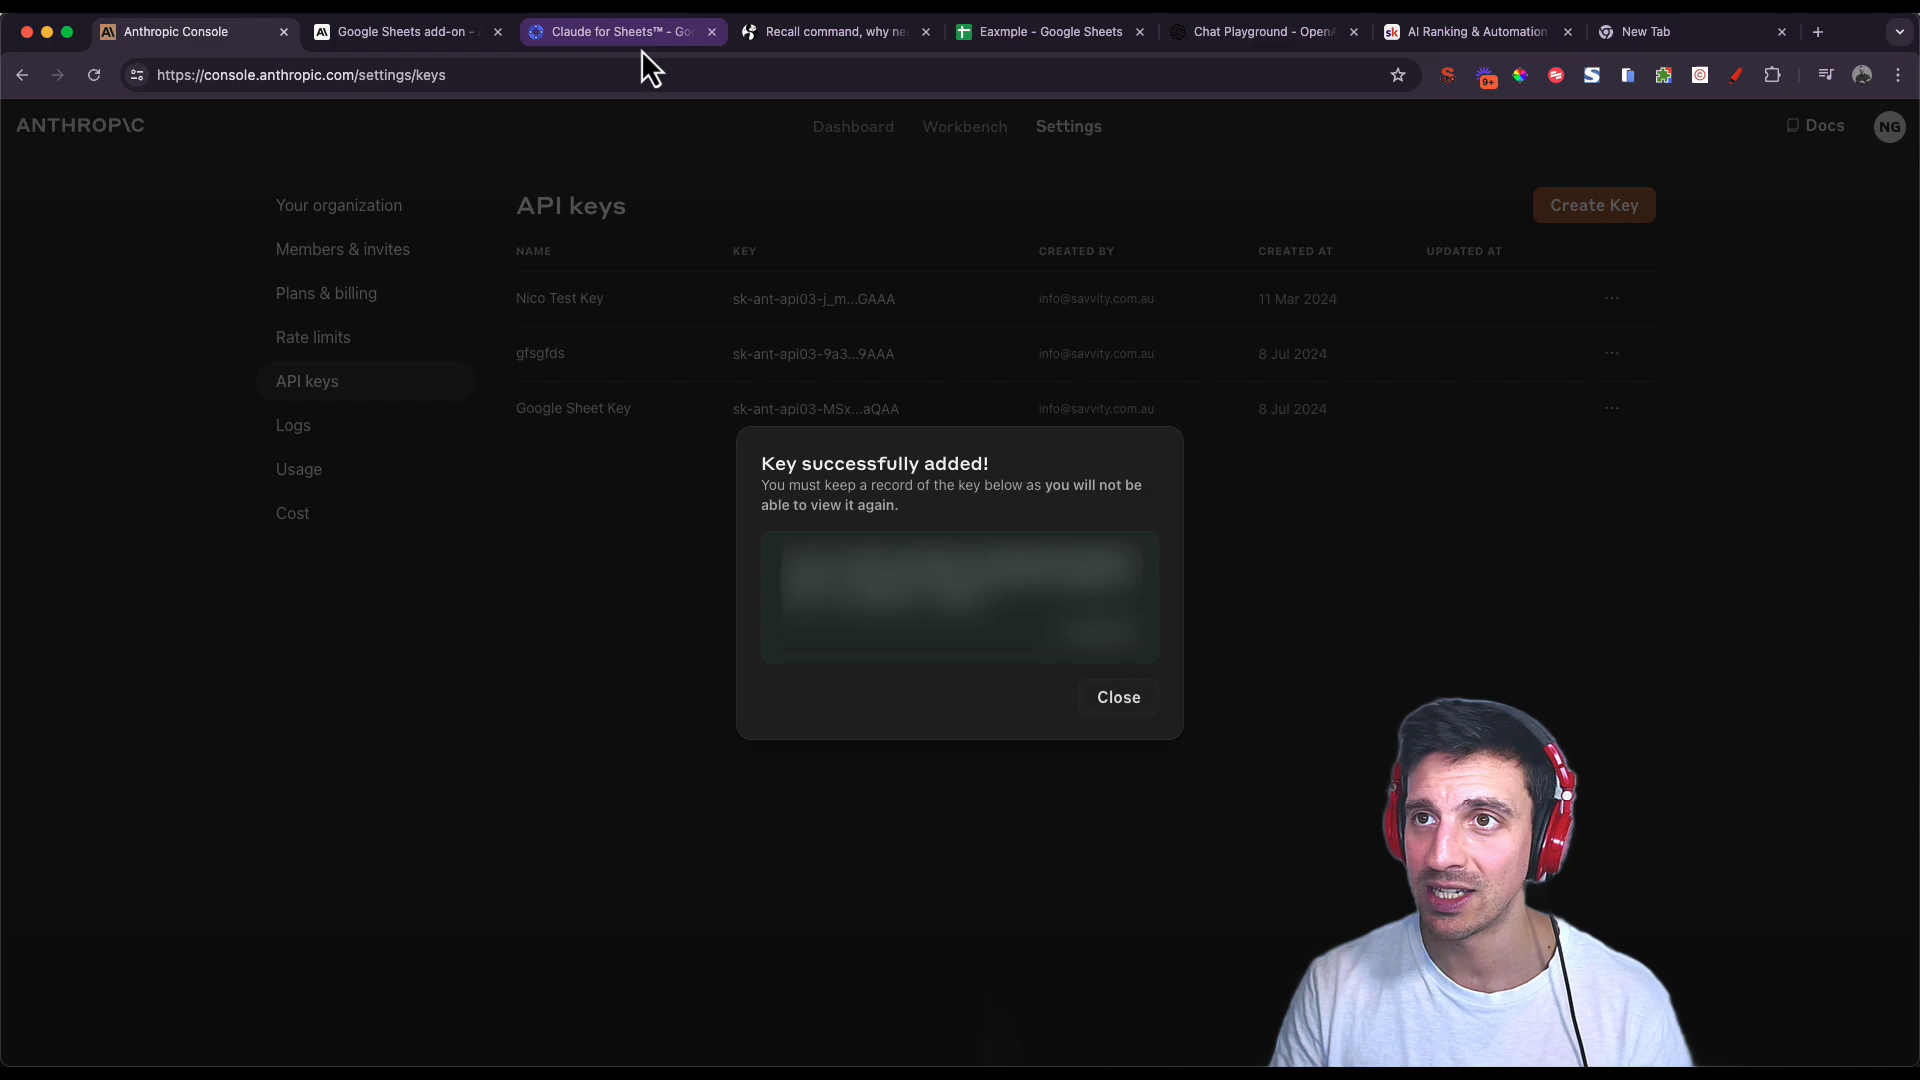 Anthropic Console
Google Sheets add-on -
Claude for Sheets™ - Goo
Recall command, why ne
Eaxmple - Google Sheets
Chat Playground - OpenA
AI Ranking & Automation
New Tab
https://console.anthropic.com/settings/keys
9+
ANTHROP\C
Dashboard
Workbench
Settings
Docs
NG
Your organization
Members & invites
Plans & billing
Rate limits
API keys
Logs
Usage
Cost
API keys
Create Key
NAME KEY CREATED BY CREATED AT UPDATED AT
Nico Test Key sk-ant-api03-j_m...GAAA info@savvity.com.au 11 Mar 2024
gfsgfds sk-ant-api03-9a3...9AAA info@savvity.com.au 8 Jul 2024
Google Sheet Key sk-ant-api03-MSx...aQAA info@savvity.com.au 8 Jul 2024
Key successfully added!
You must keep a record of the key below as you will not be
able to view it again.
Close